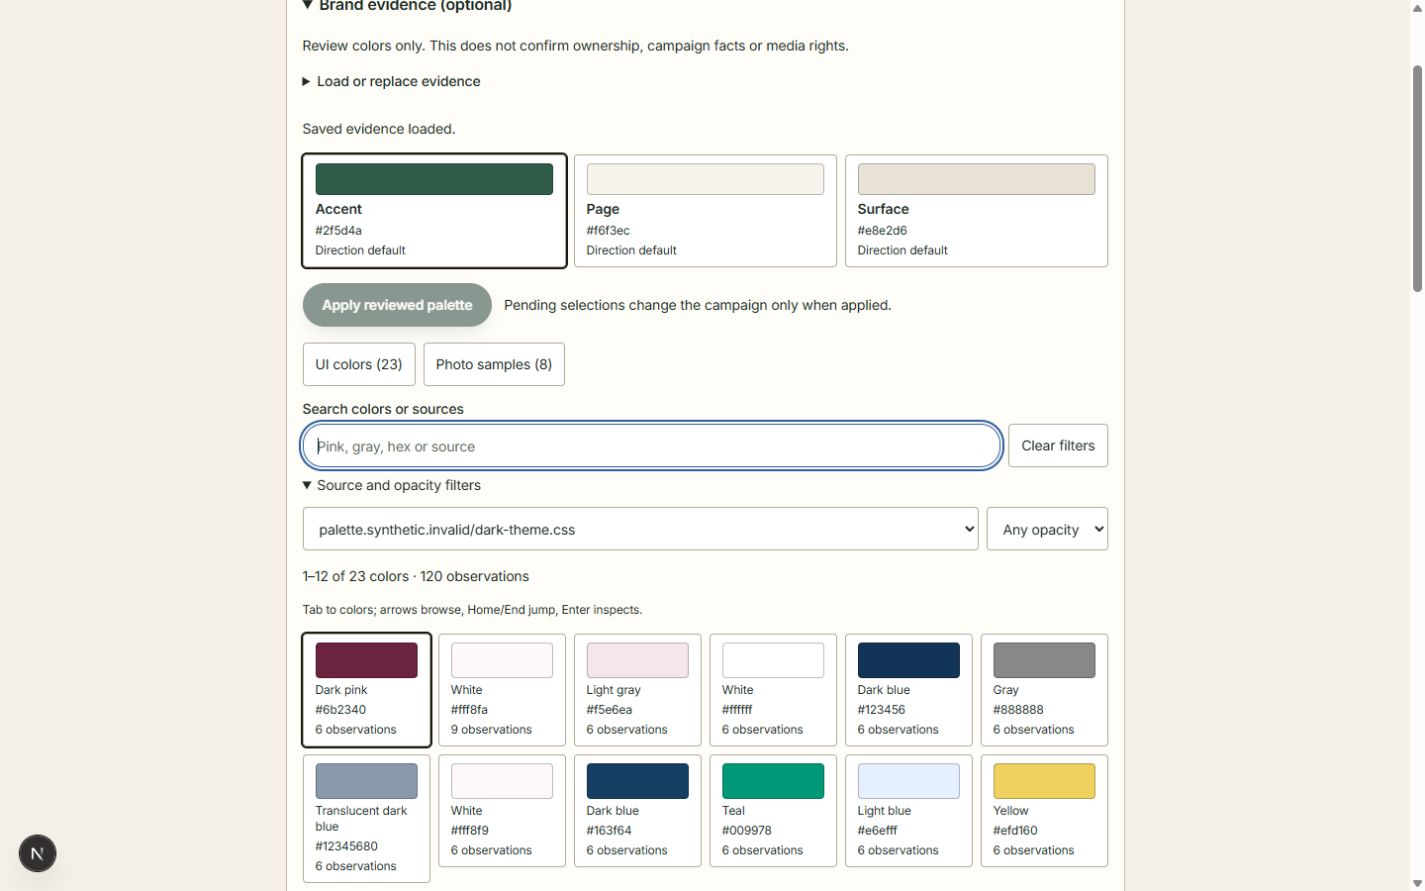 ▼ Brand evidence (optional)
Review colors only. This does not confirm ownership, campaign facts or media rights.
▶ Load or replace evidence
Saved evidence loaded.
Accent
#2f5d4a
Direction default
Page
#f6f3ec
Direction default
Surface
#e8e2d6
Direction default
Apply reviewed palette
Pending selections change the campaign only when applied.
UI colors (23)
Photo samples (8)
Search colors or sources
Pink, gray, hex or source
Clear filters
▼ Source and opacity filters
palette.synthetic.invalid/dark-theme.css
Any opacity
1–12 of 23 colors · 120 observations
Tab to colors; arrows browse, Home/End jump, Enter inspects.
Dark pink
#6b2340
6 observations
White
#fff8fa
9 observations
Light gray
#f5e6ea
6 observations
White
#ffffff
6 observations
Dark blue
#123456
6 observations
Gray
#888888
6 observations
Translucent dark
blue
#12345680
6 observations
White
#fff8f9
6 observations
Dark blue
#163f64
6 observations
Teal
#009978
6 observations
Light blue
#e6efff
6 observations
Yellow
#efd160
6 observations
N